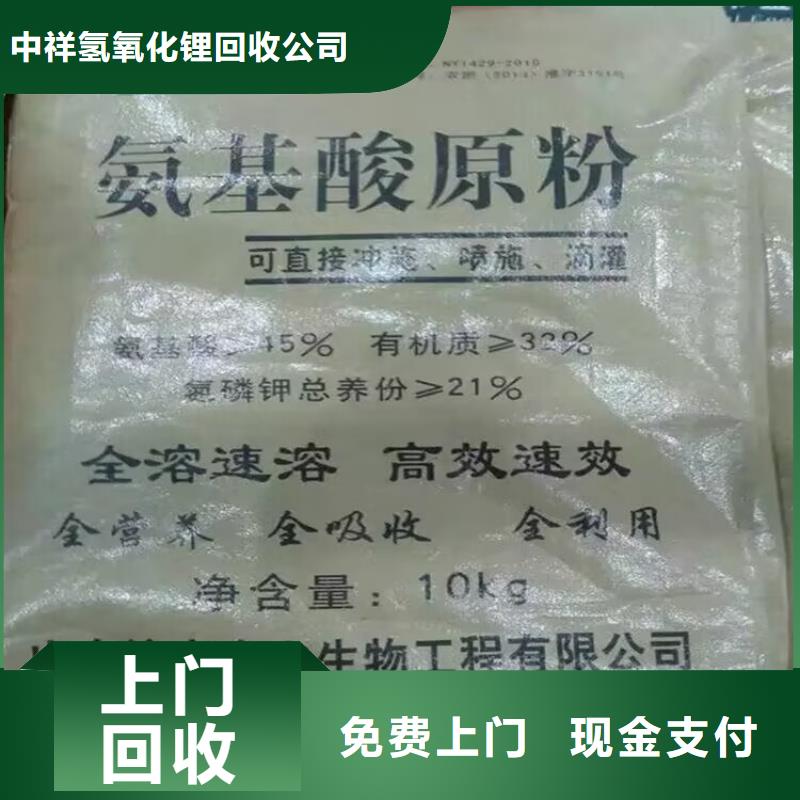 中祥氢氧化锂回收公司
NY1429-2010
氨基酸原粉
可直接冲施、喷施、滴灌
氨基酸≥45% 有机质≥32%
氮磷钾总养份≥21%
全溶速溶 高效速效
全营养 全吸收 全利用
净含量：10kg
生物工程有限公司
上门
回收
免费上门 现金支付